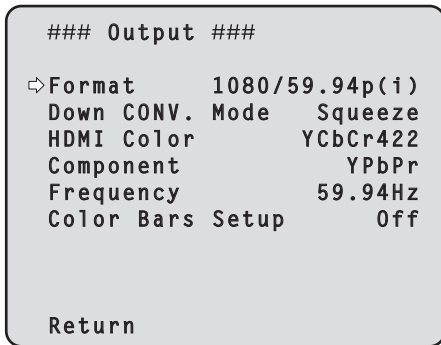 ### Output ###
⇨Format 1080/59.94p(i)
Down CONV. Mode Squeeze
HDMI Color YCbCr422
Component YPbPr
Frequency 59.94Hz
Color Bars Setup Off
Return